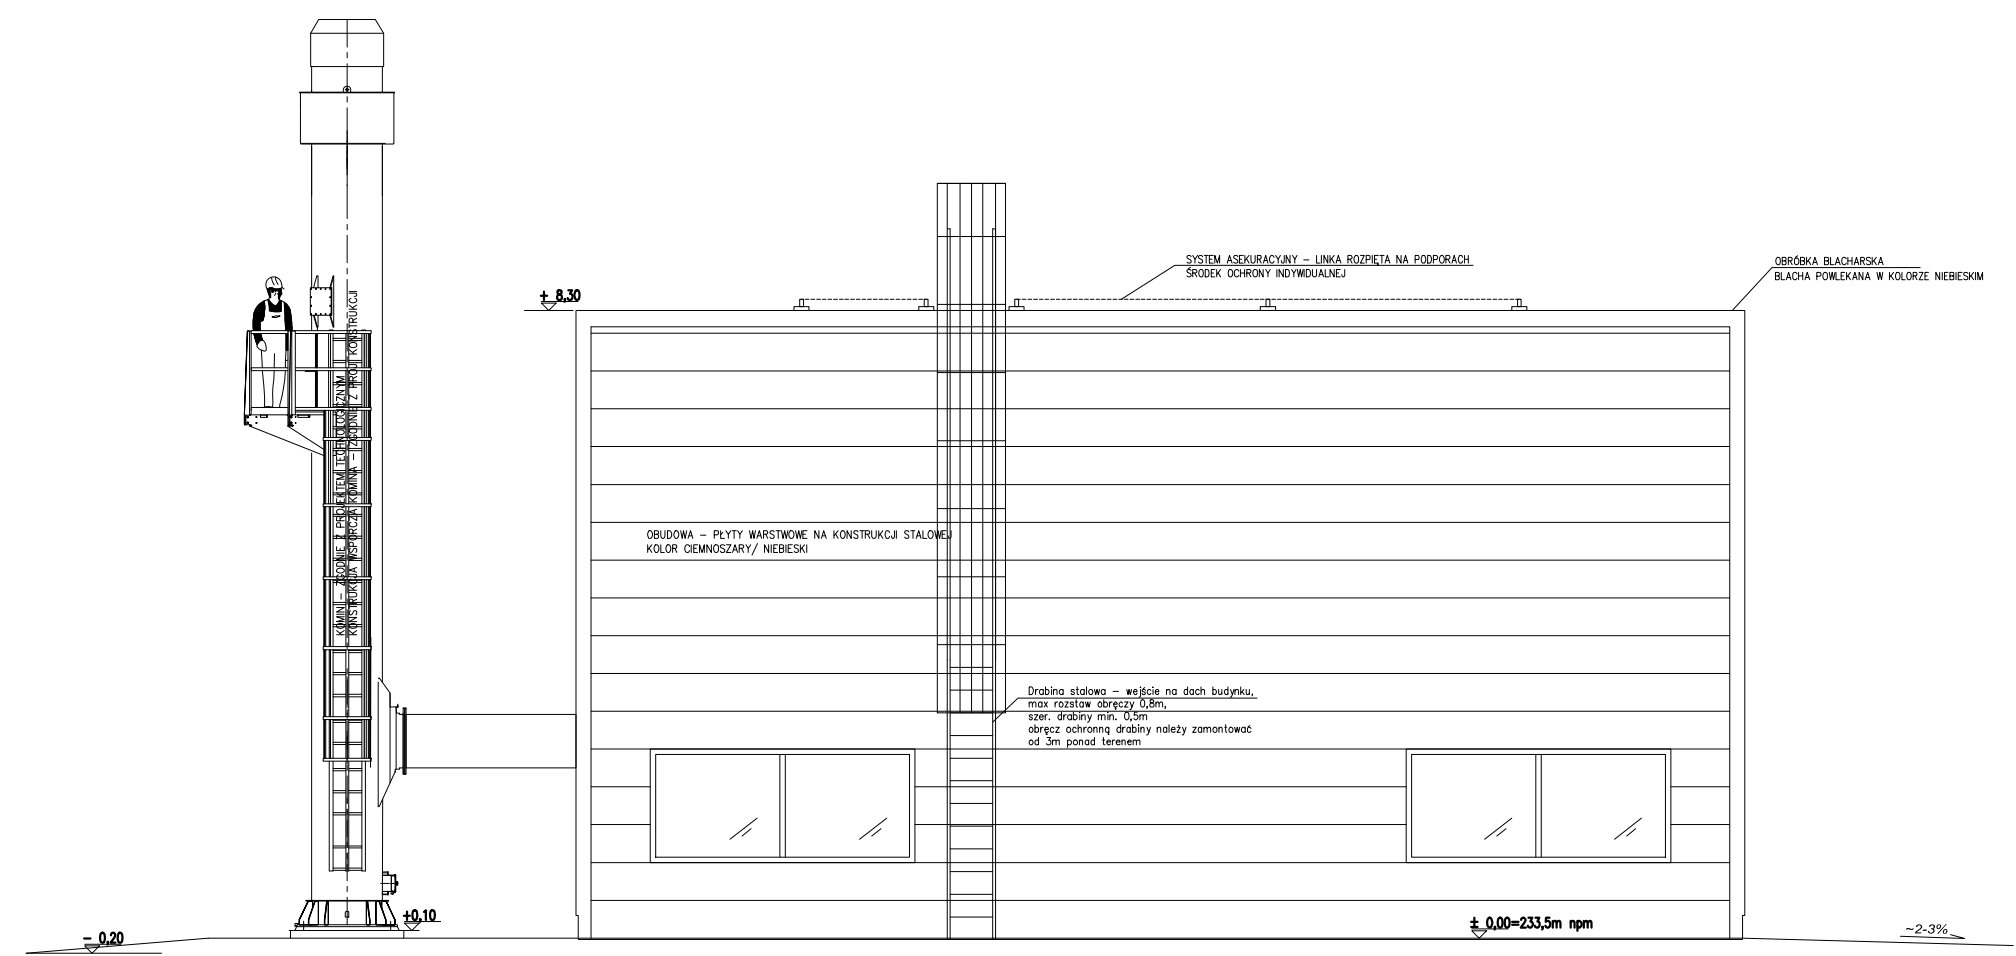 SYSTEM ASEKURACYJNY – LINKA ROZPIĘTA NA PODPORACH
ŚRODEK OCHRONY INDYWIDUALNEJ
OBRÓBKA BLACHARSKA
BLACHA POWLEKANA W KOLORZE NIEBIESKIM
+ 8,30
KOMIN – ZGODNIE Z PROJEKTEM TECHNOLOGICZNYM
KONSTRUKCJA WSPORCZA KOMINA – ZGODNIE Z PROJ KONSTRUKCJI
OBUDOWA – PŁYTY WARSTWOWE NA KONSTRUKCJI STALOWEJ
KOLOR CIEMNOSZARY/ NIEBIESKI
Drabina stalowa – wejście na dach budynku,
max rozstaw obręczy 0,8m,
szer. drabiny min. 0,5m
obręcz ochronną drabiny należy zamontować
od 3m ponad terenem
+0,10
± 0,00=233,5m npm
~2-3%
– 0,20